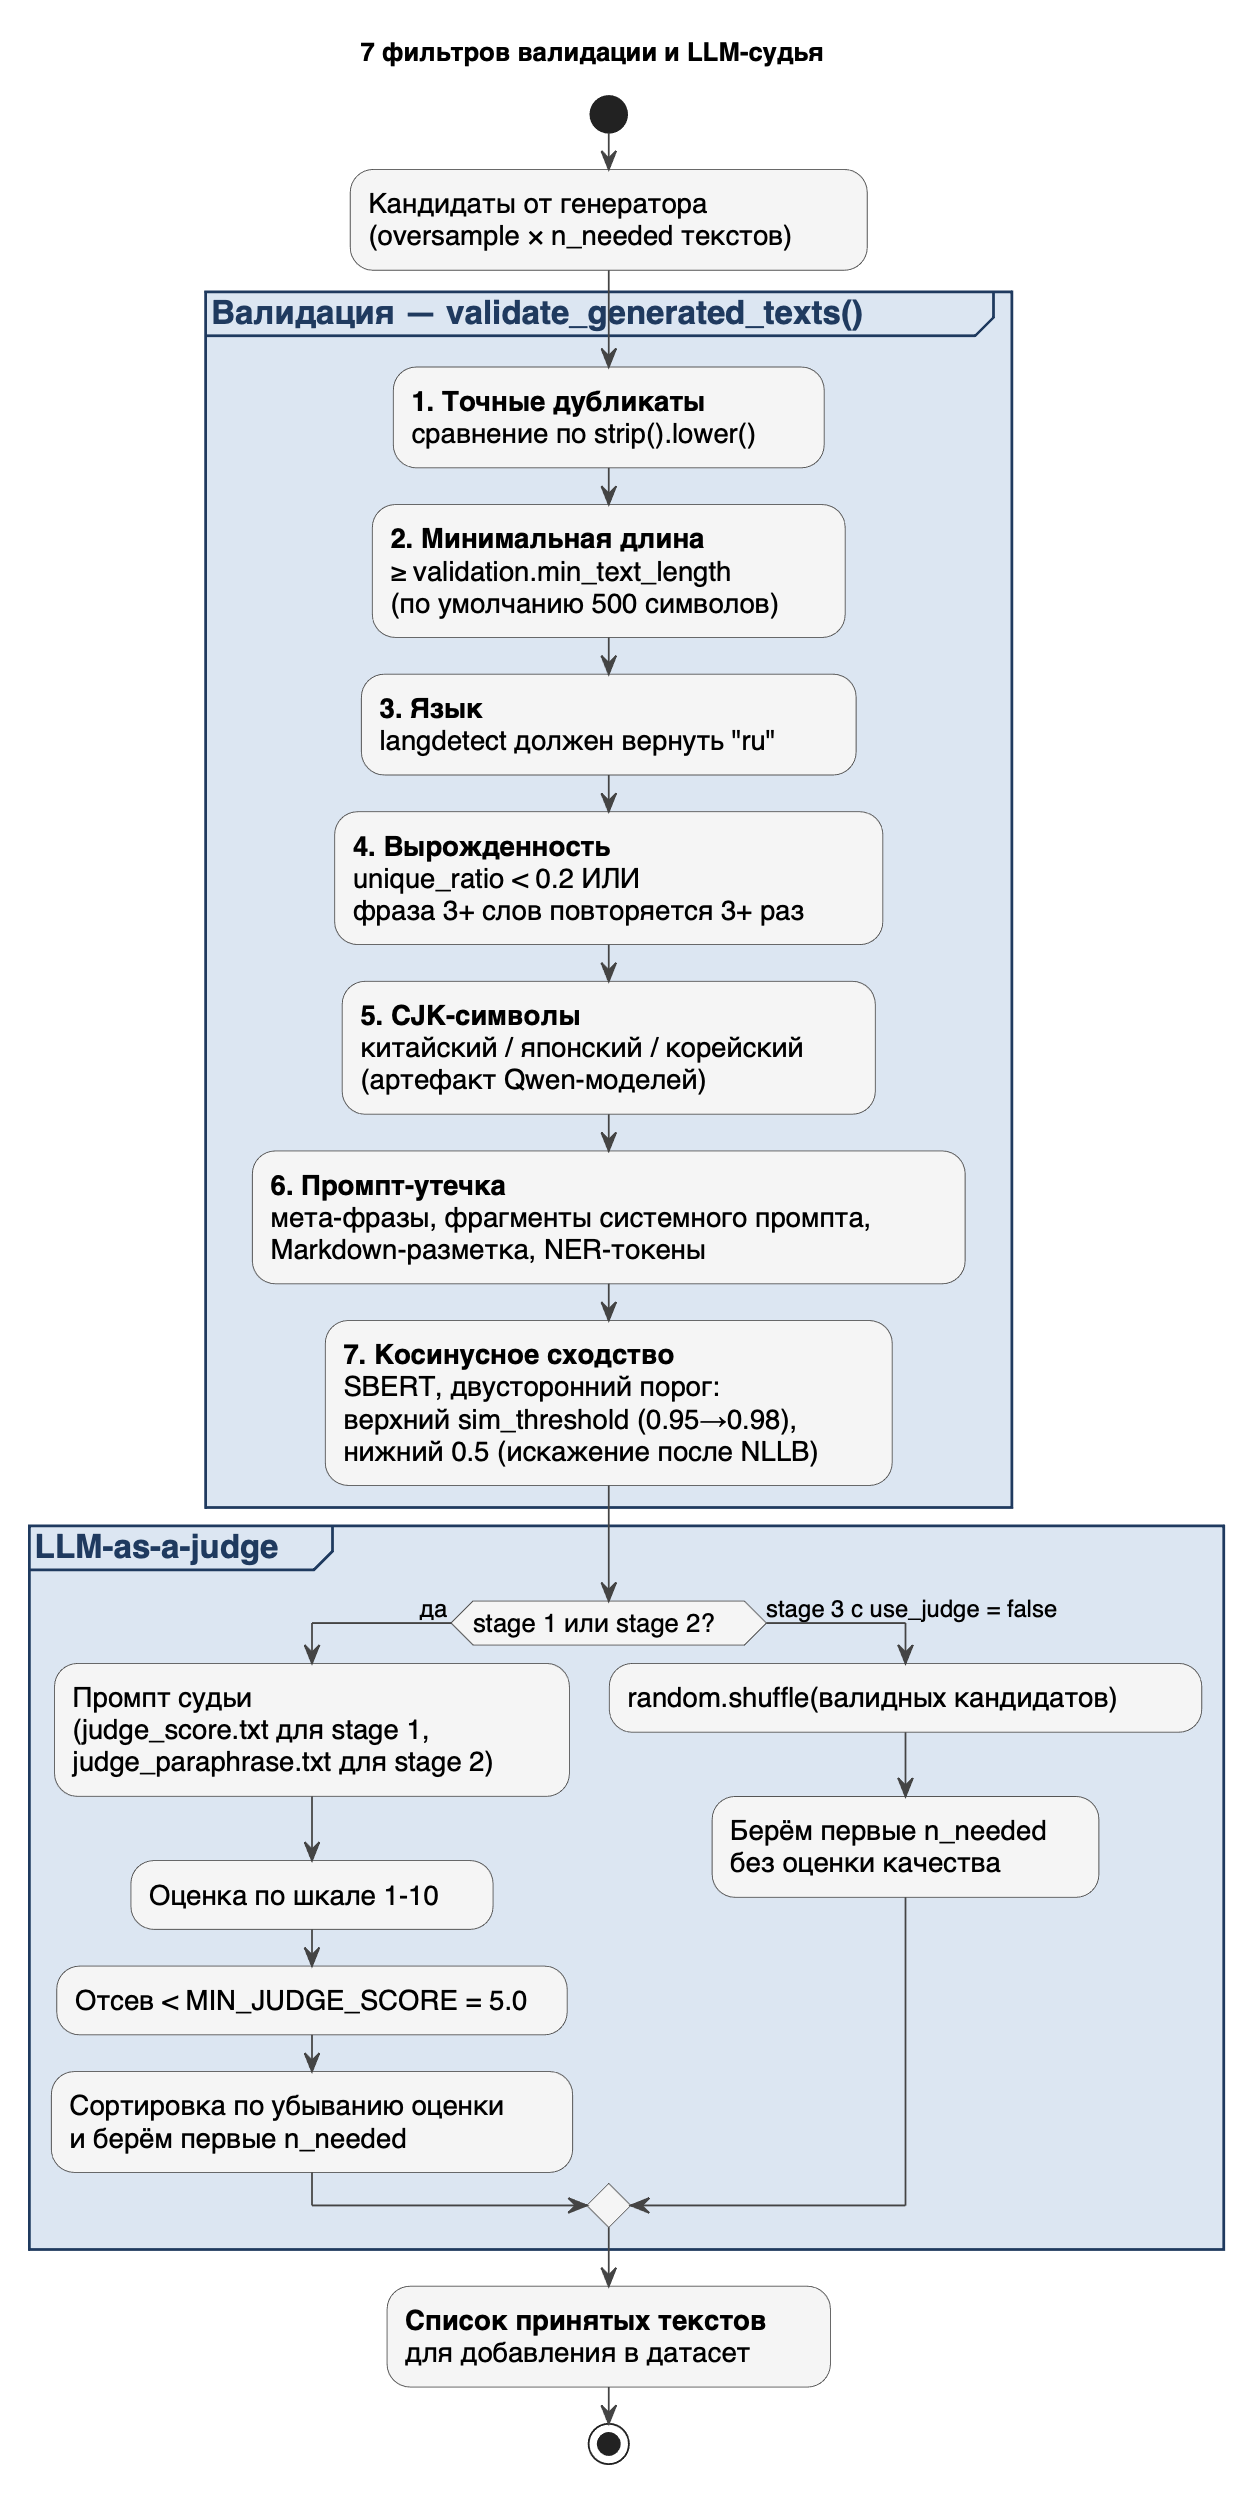 7 фильтров валидации и LLM-судья
Кандидаты от генератора
(oversample × n_needed текстов)
Валидация — validate_generated_texts()
1. Точные дубликаты
сравнение по strip().lower()
2. Минимальная длина
≥ validation.min_text_length
(по умолчанию 500 символов)
3. Язык
langdetect должен вернуть "ru"
4. Вырожденность
unique_ratio < 0.2 ИЛИ
фраза 3+ слов повторяется 3+ раз
5. CJK-символы
китайский / японский / корейский
(артефакт Qwen-моделей)
6. Промпт-утечка
мета-фразы, фрагменты системного промпта,
Markdown-разметка, NER-токены
7. Косинусное сходство
SBERT, двусторонний порог:
верхний sim_threshold (0.95→0.98),
нижний 0.5 (искажение после NLLB)
LLM-as-a-judge
да
stage 1 или stage 2?
stage 3 с use_judge = false
Промпт судьи
(judge_score.txt для stage 1,
judge_paraphrase.txt для stage 2)
random.shuffle(валидных кандидатов)
Берём первые n_needed
без оценки качества
Оценка по шкале 1-10
Отсев < MIN_JUDGE_SCORE = 5.0
Сортировка по убыванию оценки
и берём первые n_needed
Список принятых текстов
для добавления в датасет